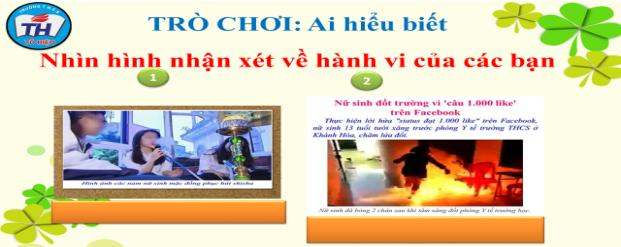 TRƯỜNG T.H.C.S
TH
TÔ HIỆU
TRÒ CHƠI: Ai hiểu biết
Nhìn hình nhận xét về hành vi của các bạn
1
2
Hình ảnh các nam nữ sinh mặc đồng phục hút shisha
Nữ sinh đốt trường vì 'câu 1.000 like'
trên Facebook
Thực hiện lời hứa "status đạt 1.000 like" trên Facebook,
nữ sinh 13 tuổi tưới xăng trước phòng Y tế trường THCS ở
Khánh Hòa, châm lửa đốt.
Nữ sinh đã bỏng 2 chân sau khi tẩm xăng đốt phòng Y tế trường học.